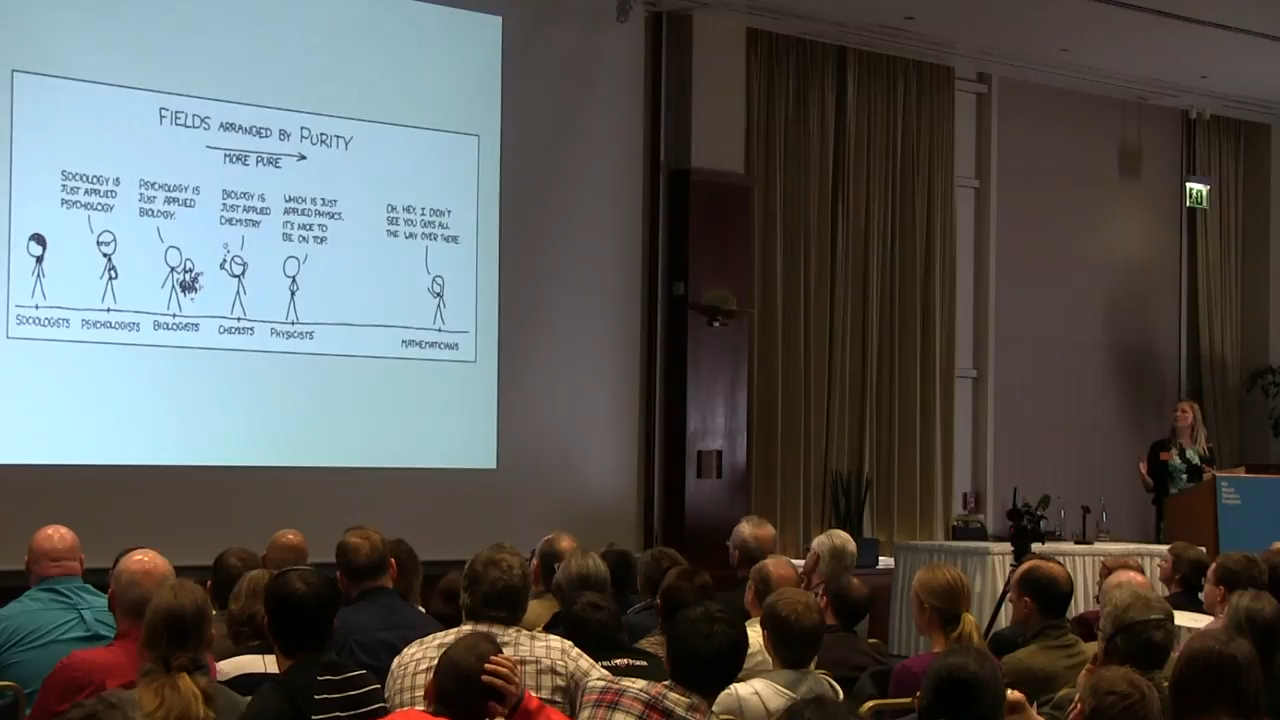 FIELDS ARRANGED BY PURITY
MORE PURE
SOCIOLOGY IS
JUST APPLIED
PSYCHOLOGY
PSYCHOLOGY IS
JUST APPLIED
BIOLOGY.
BIOLOGY IS
JUST APPLIED
CHEMISTRY
WHICH IS JUST
APPLIED PHYSICS.
IT'S NICE TO
BE ON TOP.
OH, HEY, I DIDN'T
SEE YOU GUYS ALL
THE WAY OVER THERE.
SOCIOLOGISTS
PSYCHOLOGISTS
BIOLOGISTS
CHEMISTS
PHYSICISTS
MATHEMATICIANS